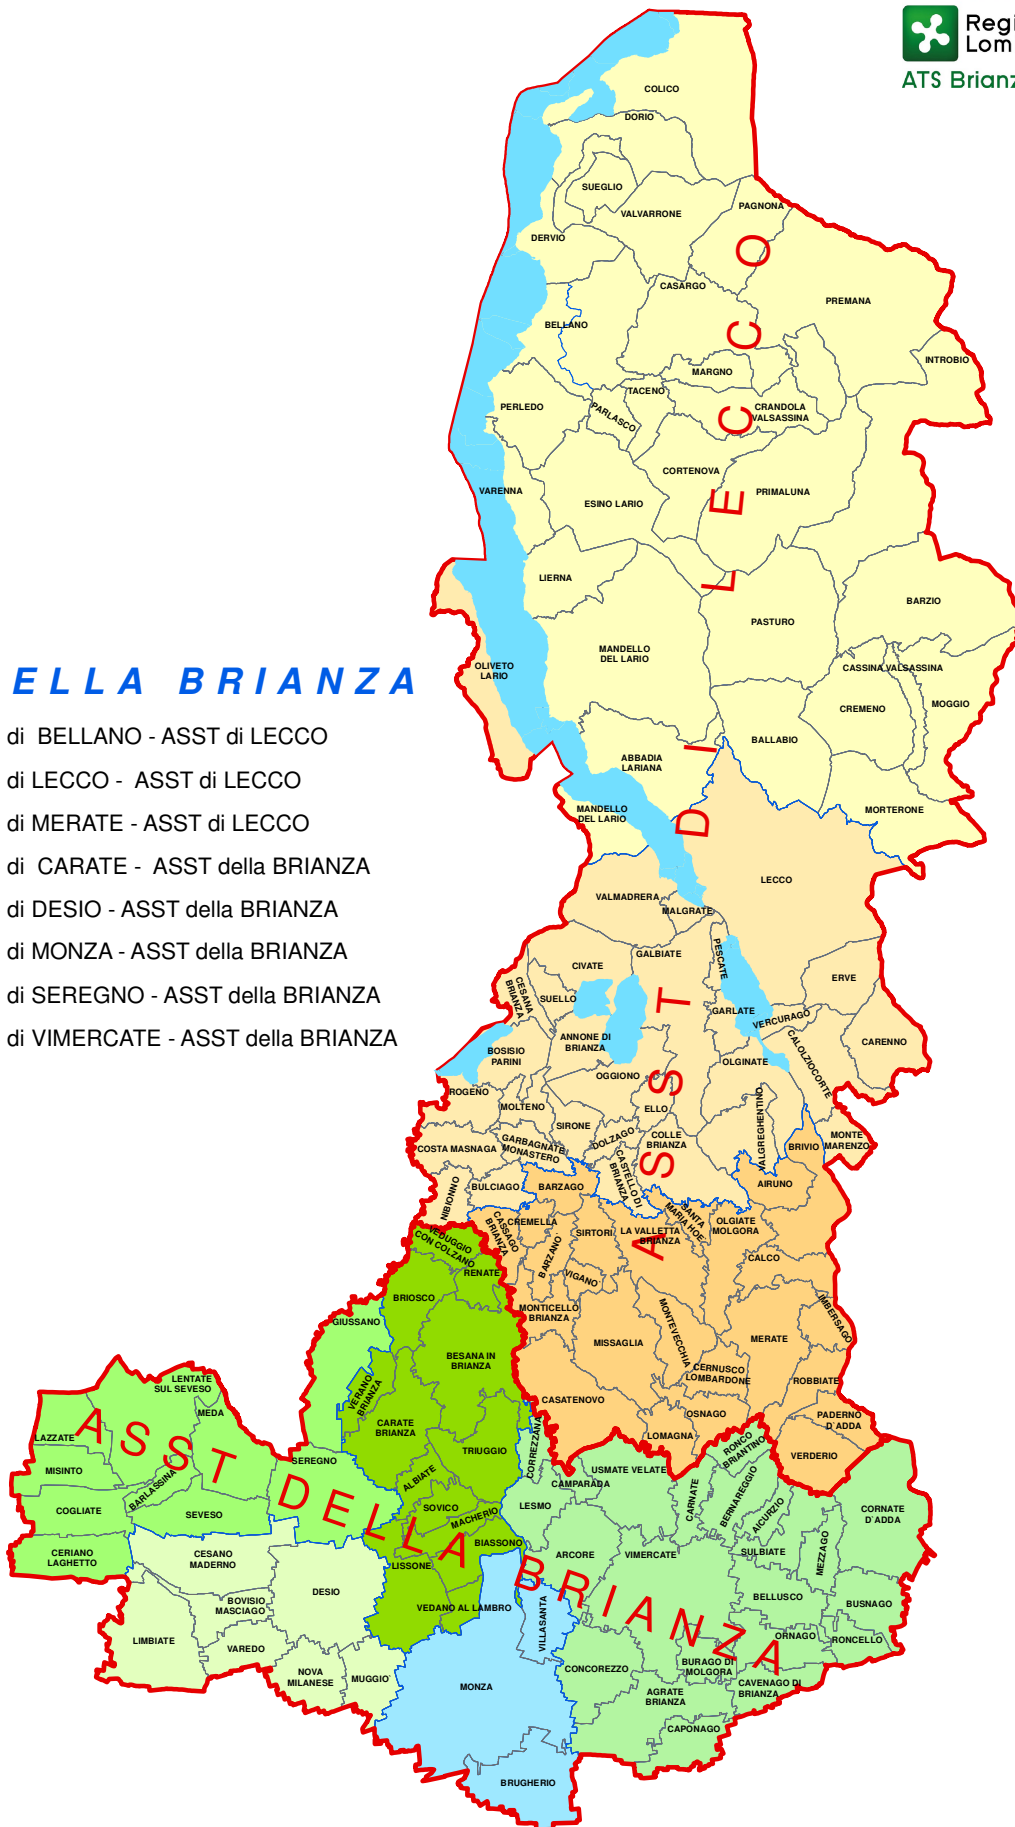 Regi
Lom
ATS Brianz
ELLA BRIANZA
di BELLANO - ASST di LECCO
di LECCO - ASST di LECCO
di MERATE - ASST di LECCO
di CARATE - ASST della BRIANZA
di DESIO - ASST della BRIANZA
di MONZA - ASST della BRIANZA
di SEREGNO - ASST della BRIANZA
di VIMERCATE - ASST della BRIANZA
ASST DI LECCO
COLICO
DORIO
SUEGLIO
VALVARRONE
PAGNONA
DERVIO
CASARGO
PREMANA
BELLANO
INTROBIO
MARGNO
TACENO
PERLEDO
PARLASCO
CRANDOLA
VALSASSINA
CORTENOVA
VARENNA
ESINO LARIO
PRIMALUNA
LIERNA
BARZIO
PASTURO
MANDELLO
DEL LARIO
OLIVETO
LARIO
CASSINA VALSASSINA
CREMENO
MOGGIO
BALLABIO
ABBADIA
LARIANA
MANDELLO
DEL LARIO
MORTERONE
LECCO
VALMADRERA
MALGRATE
GALBIATE
PESCATE
CIVATE
CESANA
BRIANZA
SUELLO
ERVE
GARLATE
VERCURAGO
ANNONE DI
BRIANZA
CARENNO
BOSISIO
PARINI
OLGINATE
CALOLZIOCORTE
OGGIONO
ROGENO
MOLTENO
ELLO
SIRONE
VALGREGHENTINO
DOLZAGO
COLLE
BRIANZA
MONTE
MARENZO
BRIVIO
COSTA MASNAGA
GARBAGNATE
MONASTERO
CASTELLO DI
BRIANZA
AIRUNO
NIBIONNO
BULCIAGO
BARZAGO
CASSAGO
BRIANZA
CREMELLA
BARZANO'
SIRTORI
LA VALLETTA
BRIANZA
SANTA
MARIA HOE'
OLGIATE
MOLGORA
CALCO
VEDUGGIO
CON COLZANO
RENATE
VIGANO'
BRIOSCO
MONTICELLO
BRIANZA
IMBERSAGO
GIUSSANO
MISSAGLIA
MONTEVECCHIA
MERATE
BESANA IN
BRIANZA
CERNUSCO
LOMBARDONE
ROBBIATE
LENTATE
SUL SEVESO
VERANO
BRIANZA
CASATENOVO
MEDA
OSNAGO
PADERNO
D'ADDA
CARATE
BRIANZA
LOMAGNA
LAZZATE
TRIUGGIO
CORREZZANA
RONCO
BRIANTINO
VERDERIO
ASST DELLA BRIANZA
SEREGNO
MISINTO
BARLASSINA
ALBIATE
CAMPARADA
USMATE VELATE
CARNATE
BERNAREGGIO
COGLIATE
SEVESO
SOVICO
MACHERIO
LESMO
AICURZIO
CORNATE
D'ADDA
CERIANO
LAGHETTO
CESANO
MADERNO
LISSONE
BIASSONO
ARCORE
VIMERCATE
SULBIATE
MEZZAGO
DESIO
BOVISIO
MASCIAGO
VEDANO AL LAMBRO
VILLASANTA
BELLUSCO
BUSNAGO
LIMBIATE
VAREDO
ORNAGO
RONCELLO
NOVA
MILANESE
MUGGIO'
MONZA
CONCOREZZO
BURAGO DI
MOLGORA
AGRATE
BRIANZA
CAVENAGO DI
BRIANZA
CAPONAGO
BRUGHERIO